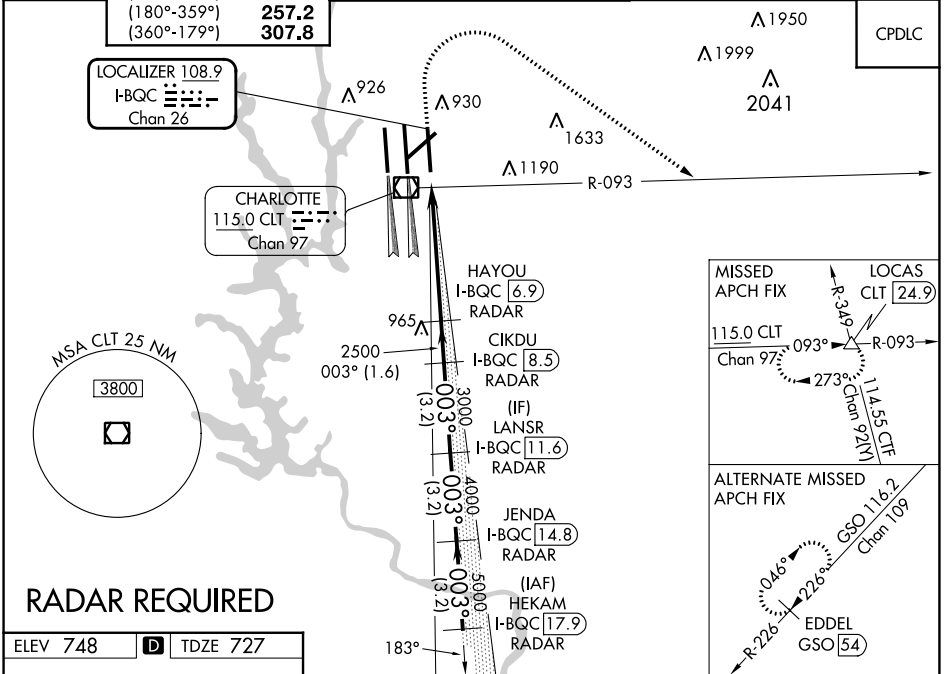 (180°-359°) 257.2
(360°-179°) 307.8
CPDLC
1950
1999
2041
LOCALIZER 108.9
I-BQC
Chan 26
926
930
1633
1190
R-093
CHARLOTTE
115.0 CLT
Chan 97
HAYOU
I-BQC 6.9
RADAR
965
2500
003° (1.6)
CIKDU
I-BQC 8.5
RADAR
3000
003°
(3.2)
(IF)
LANSR
I-BQC 11.6
RADAR
4000
003°
(3.2)
JENDA
I-BQC 14.8
RADAR
5000
003°
(3.2)
(IAF)
HEKAM
I-BQC 17.9
RADAR
183°
MSA CLT 25 NM
3800
MISSED
APCH FIX
LOCAS
CLT 24.9
R-349
115.0 CLT
Chan 97
093°
R-093
273°
114.55 CTF
Chan 92(Y)
ALTERNATE MISSED
APCH FIX
GSO 116.2
Chan 109
046°
226°
R-226
EDDEL
GSO 54
RADAR REQUIRED
ELEV 748 D TDZE 727